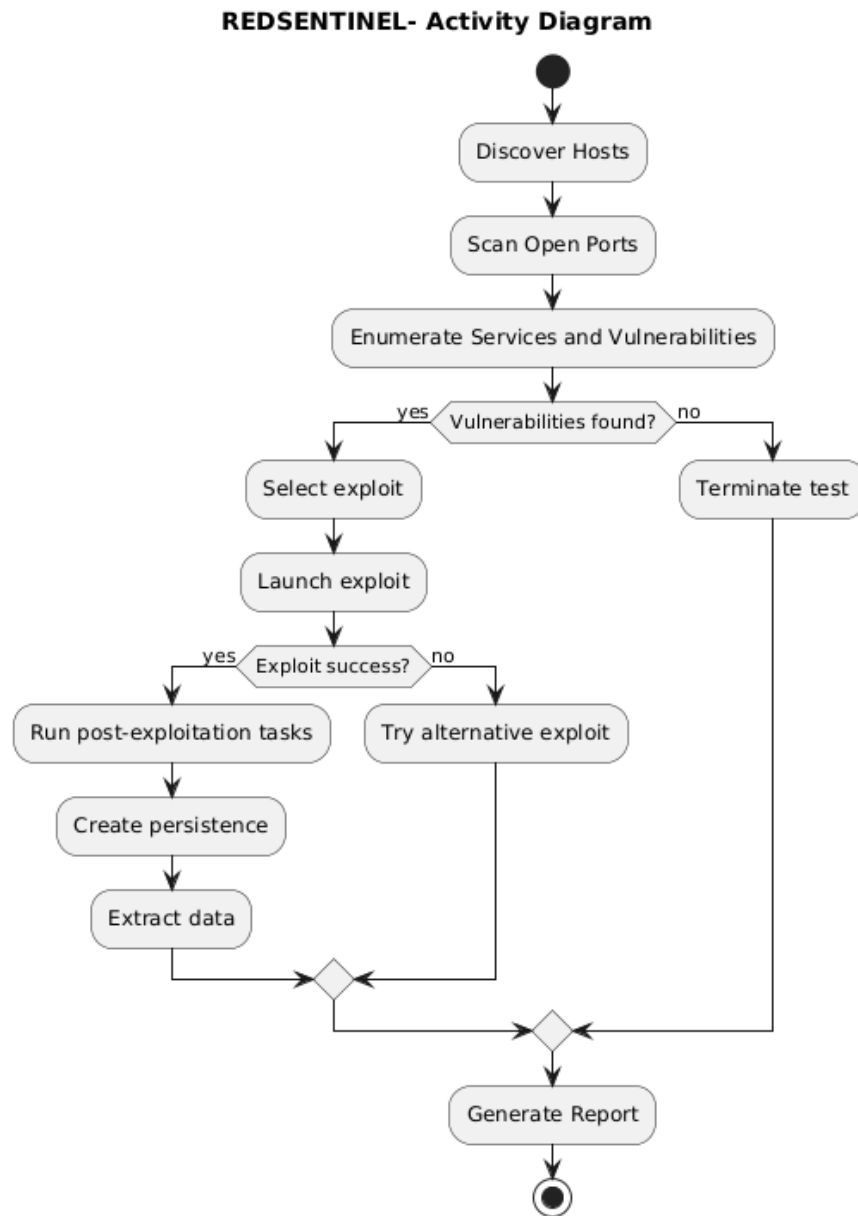 REDSENTINEL- Activity Diagram
Discover Hosts
Scan Open Ports
Enumerate Services and Vulnerabilities
yes
Vulnerabilities found?
no
Select exploit
Terminate test
Launch exploit
yes
Exploit success?
no
Run post-exploitation tasks
Try alternative exploit
Create persistence
Extract data
Generate Report